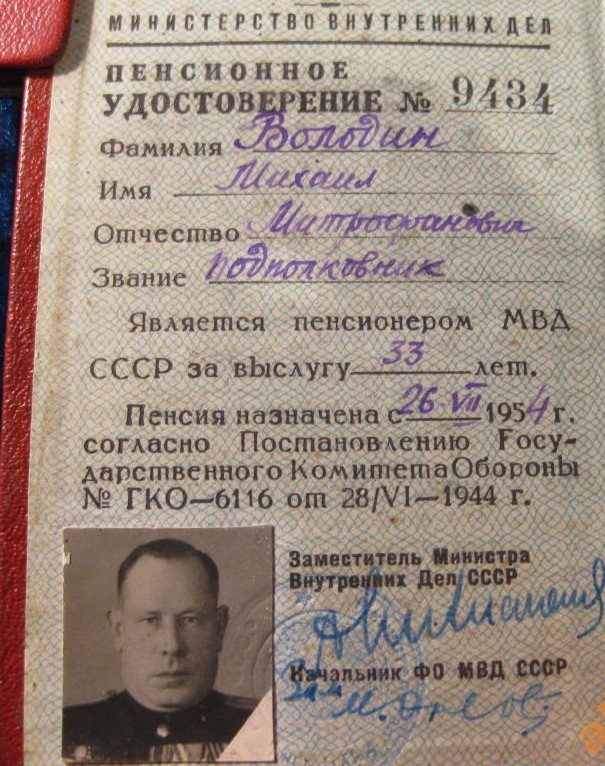 МИНИСТЕРСТВО ВНУТРЕННИХ ДЕЛ
ПЕНСИОННОЕ
УДОСТОВЕРЕНИЕ № 9434
Фамилия Володин
Имя Михаил
Отчество Митрофанович
Звание подполковник
Является пенсионером МВД
СССР за выслугу 33 лет.
Пенсия назначена с 26-VII 1954 г.
согласно Постановлению Госу-
дарственного Комитета Обороны
№ ГКО—6116 от 28/VI—1944 г.
Заместитель Министра
Внутренних Дел СССР
Начальник ФО МВД СССР